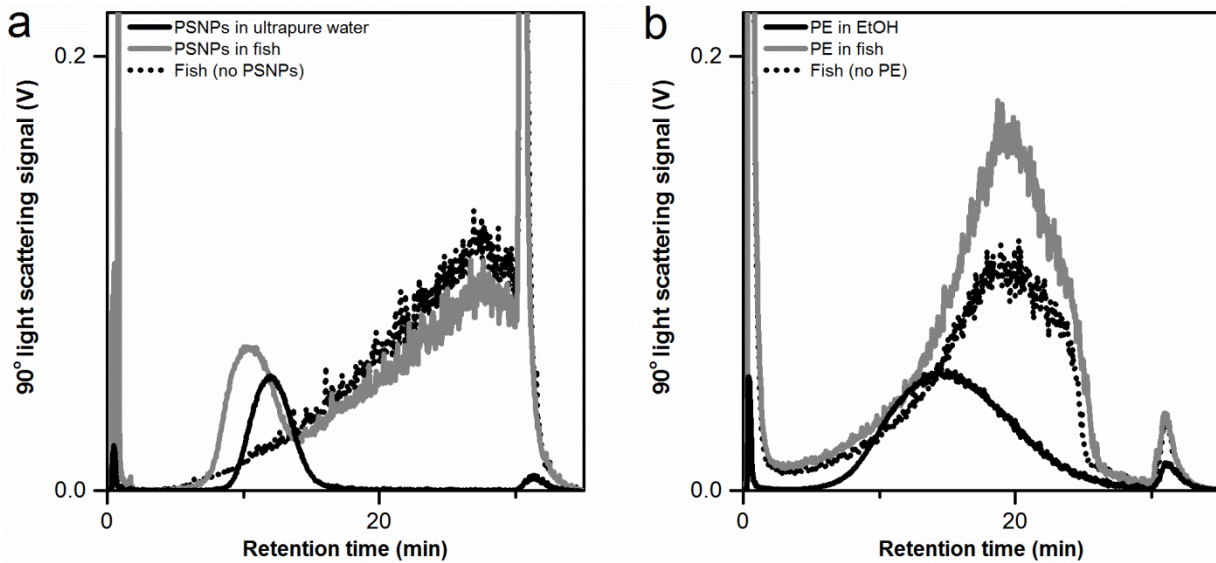 a
PSNPs in ultrapure water
PSNPs in fish
Fish (no PSNPs)
0.2
0.0
90° light scattering signal (V)
0
20
Retention time (min)
b
PE in EtOH
PE in fish
Fish (no PE)
0.2
0.0
90° light scattering signal (V)
0
20
Retention time (min)